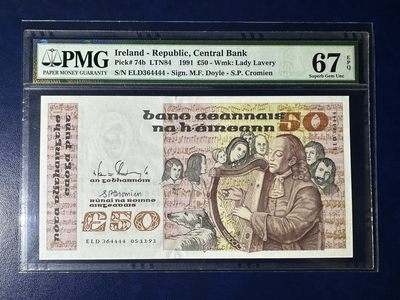 PMG
PAPER MONEY GUARANTY
Ireland - Republic, Central Bank
Pick# 74b LTN84 1991 £50 - Wmk: Lady Lavery
S/N ELD364444 - Sign. M.F. Doyle - S.P. Cromien
67 EPQ
Superb Gem Unc
banc ceannais
na héireann
50
an gobharnóir
S P Cromien
rúnaí na roinne
airgeadais
£50
ELD 364444 051191